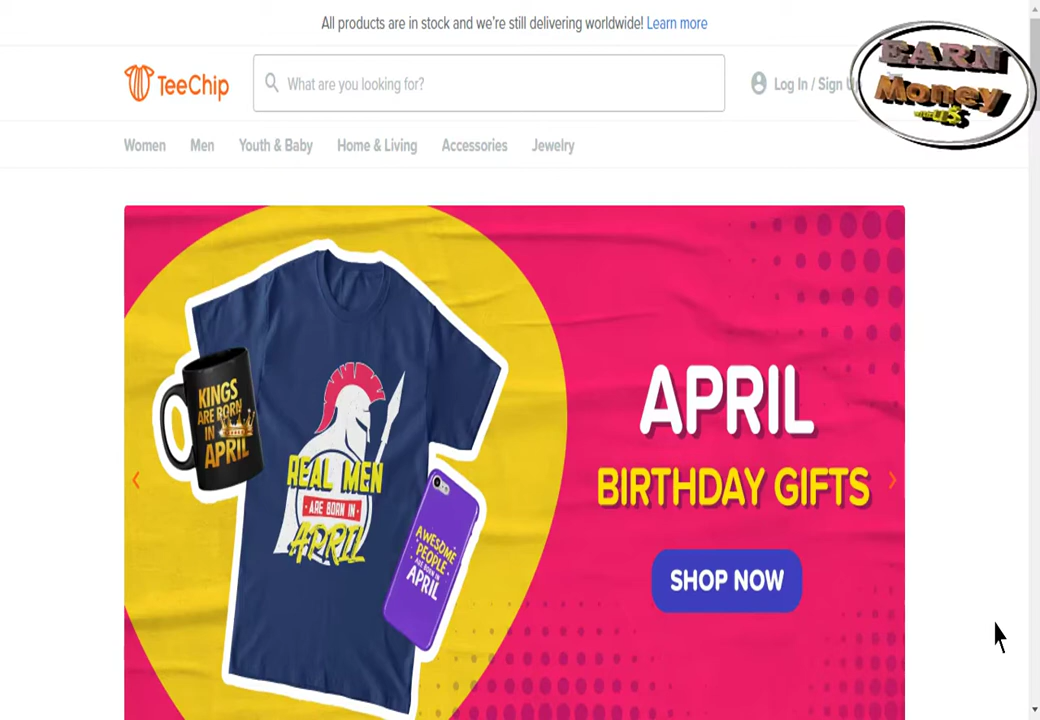 All products are in stock and we're still delivering worldwide! Learn more
TeeChip
What are you looking for?
Log In / Sign U
EARN
Money
WITH US
Women Men Youth & Baby Home & Living Accessories Jewelry
KINGS
ARE BORN
IN
APRIL
REAL MEN
ARE BORN IN
APRIL
AWESOME
PEOPLE
ARE BORN IN
APRIL
APRIL
BIRTHDAY GIFTS
SHOP NOW